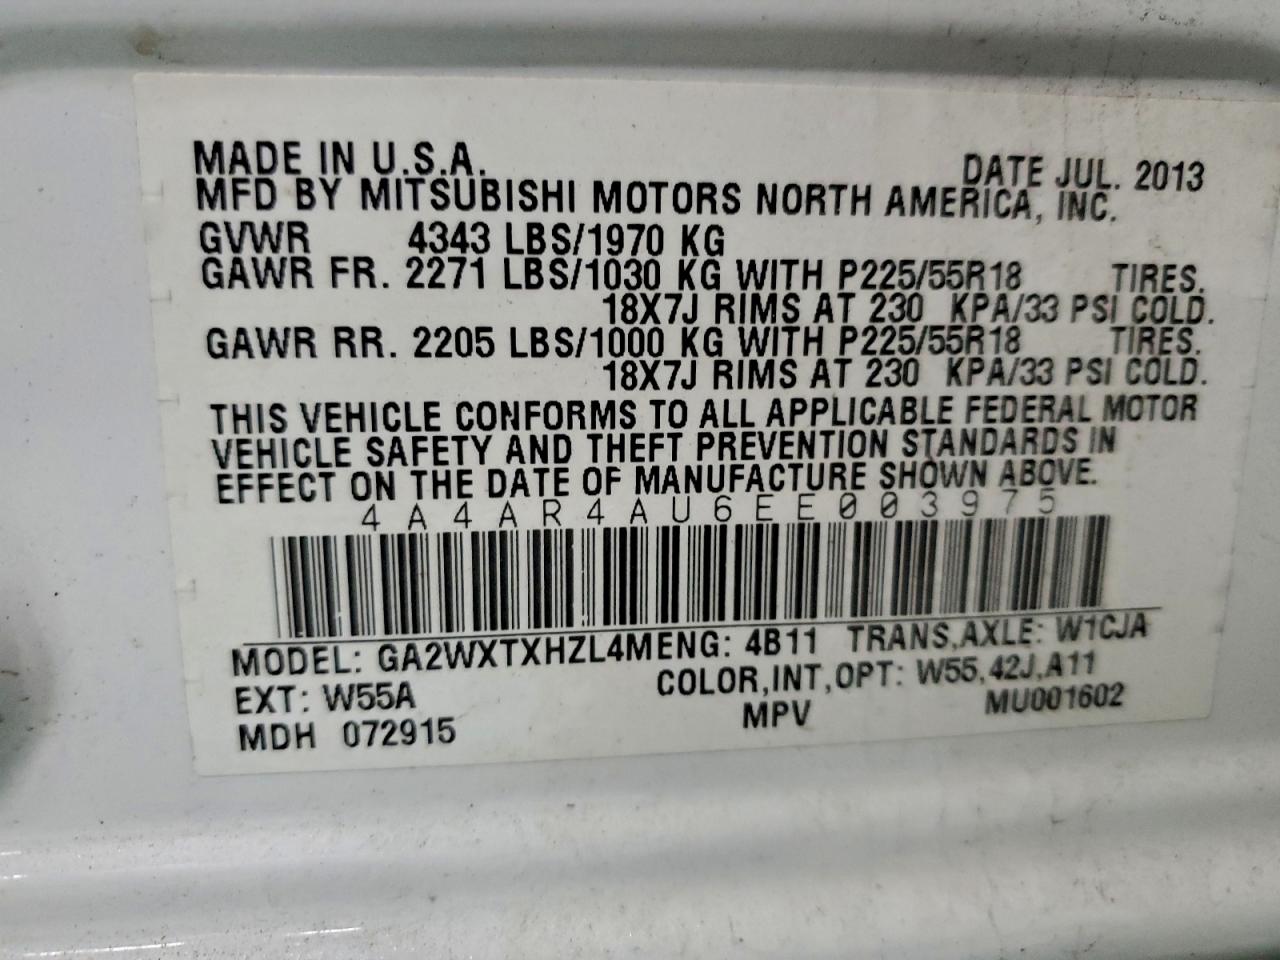 MADE IN U.S.A. DATE JUL. 2013
MFD BY MITSUBISHI MOTORS NORTH AMERICA, INC.
GVWR 4343 LBS/1970 KG
GAWR FR. 2271 LBS/1030 KG WITH P225/55R18 TIRES.
18X7J RIMS AT 230 KPA/33 PSI COLD.
GAWR RR. 2205 LBS/1000 KG WITH P225/55R18 TIRES.
18X7J RIMS AT 230 KPA/33 PSI COLD.
THIS VEHICLE CONFORMS TO ALL APPLICABLE FEDERAL MOTOR
VEHICLE SAFETY AND THEFT PREVENTION STANDARDS IN
EFFECT ON THE DATE OF MANUFACTURE SHOWN ABOVE.
4A4AR4AU6EE003975
MODEL: GA2WXTXHZL4MENG: 4B11 TRANS,AXLE: W1CJA
EXT: W55A COLOR,INT,OPT: W55,42J,A11
MDH 072915 MPV MU001602